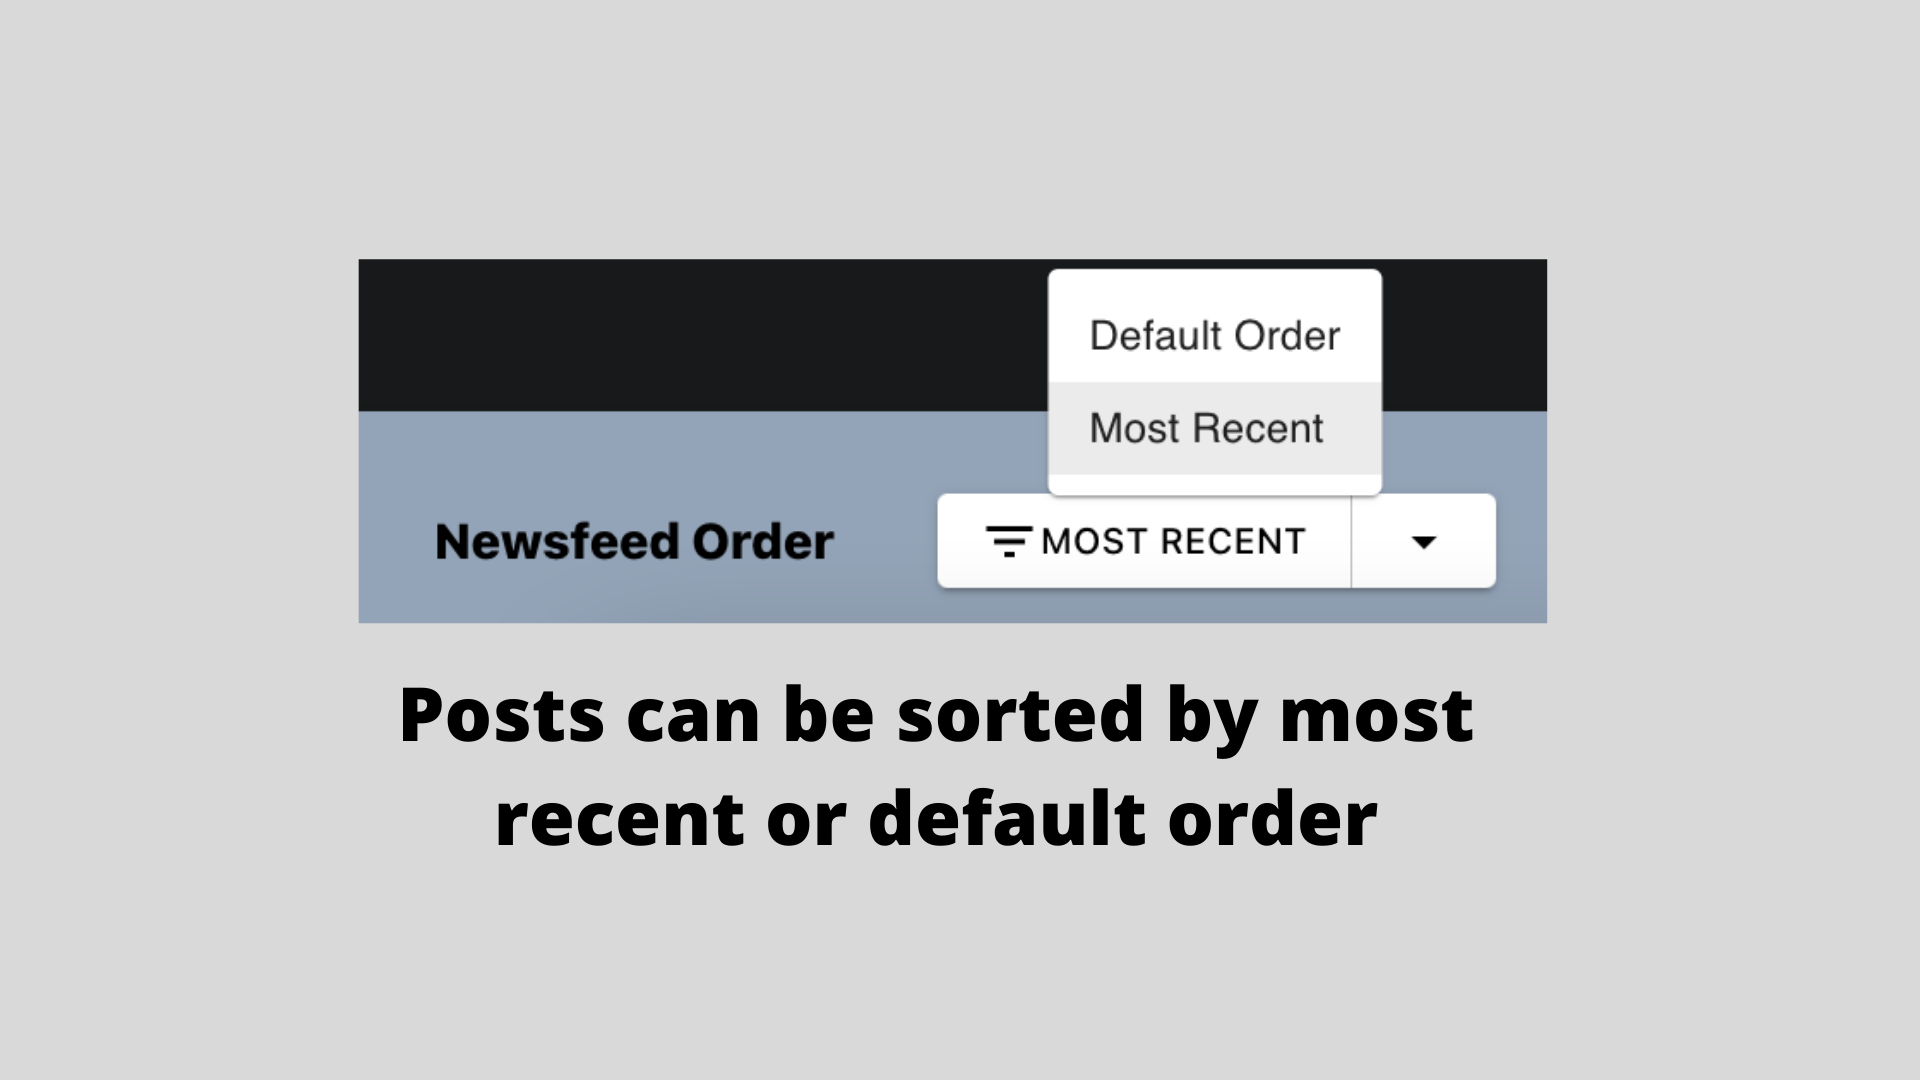 Default Order
Most Recent
Newsfeed Order
MOST RECENT
Posts can be sorted by most
recent or default order